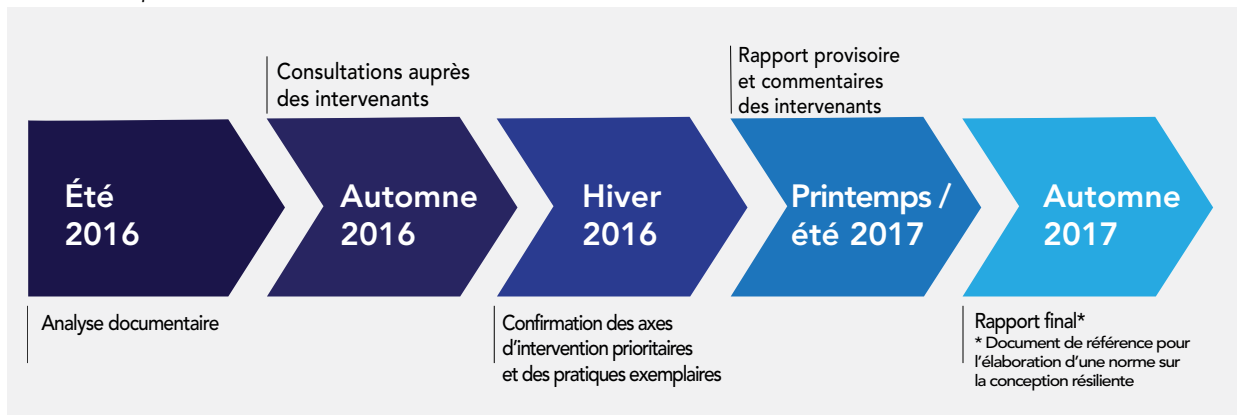 Consultations auprès
des intervenants
Rapport provisoire
et commentaires
des intervenants
Été
2016
Automne
2016
Hiver
2016
Printemps /
été 2017
Automne
2017
Analyse documentaire
Confirmation des axes
d’intervention prioritaires
et des pratiques exemplaires
Rapport final*
* Document de référence pour
l’élaboration d’une norme sur
la conception résiliente